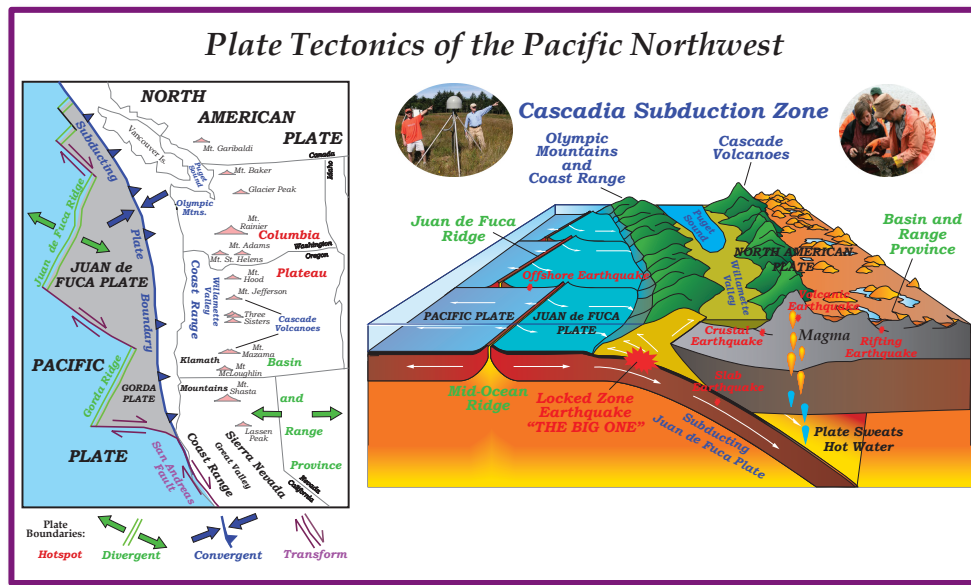 Plate Tectonics of the Pacific Northwest
NORTH
AMERICAN
PLATE
Subducting
Plate
Boundary
Vancouver Is.
Mt. Garibaldi
Canada
Idaho
Puget
Sound
Mt. Baker
Glacier Peak
Olympic
Mtns.
Juan de Fuca Ridge
Mt.
Rainier
Columbia
Mt. Adams
Washington
Oregon
Mt. St. Helens
Plateau
JUAN de
FUCA PLATE
Coast Range
Willamette
Valley
Mt.
Hood
Mt. Jefferson
Three
Sisters
Cascade
Volcanoes
PACIFIC
Mt.
Mazama
Klamath
Basin
Mt
McLoughlin
Gorda Ridge
GORDA
PLATE
Mountains
Mt.
Shasta
and
Lassen
Peak
Range
PLATE
San Andreas
Fault
Coast Range
Great Valley
Sierra Nevada
Province
Nevada
California
Plate
Boundaries:
Hotspot
Divergent
Convergent
Transform
Cascadia Subduction Zone
Olympic
Mountains
and
Coast Range
Cascade
Volcanoes
Juan de Fuca
Ridge
Basin and
Range
Province
Puget
Sound
Willamette
Valley
NORTH AMERICAN
PLATE
Offshore Earthquake
PACIFIC PLATE
JUAN de FUCA
PLATE
Volcanic
Earthquake
Crustal
Earthquake
Magma
Rifting
Earthquake
Slab
Earthquake
Mid-Ocean
Ridge
Locked Zone
Earthquake
"THE BIG ONE"
Subducting
Juan de Fuca Plate
Plate Sweats
Hot Water